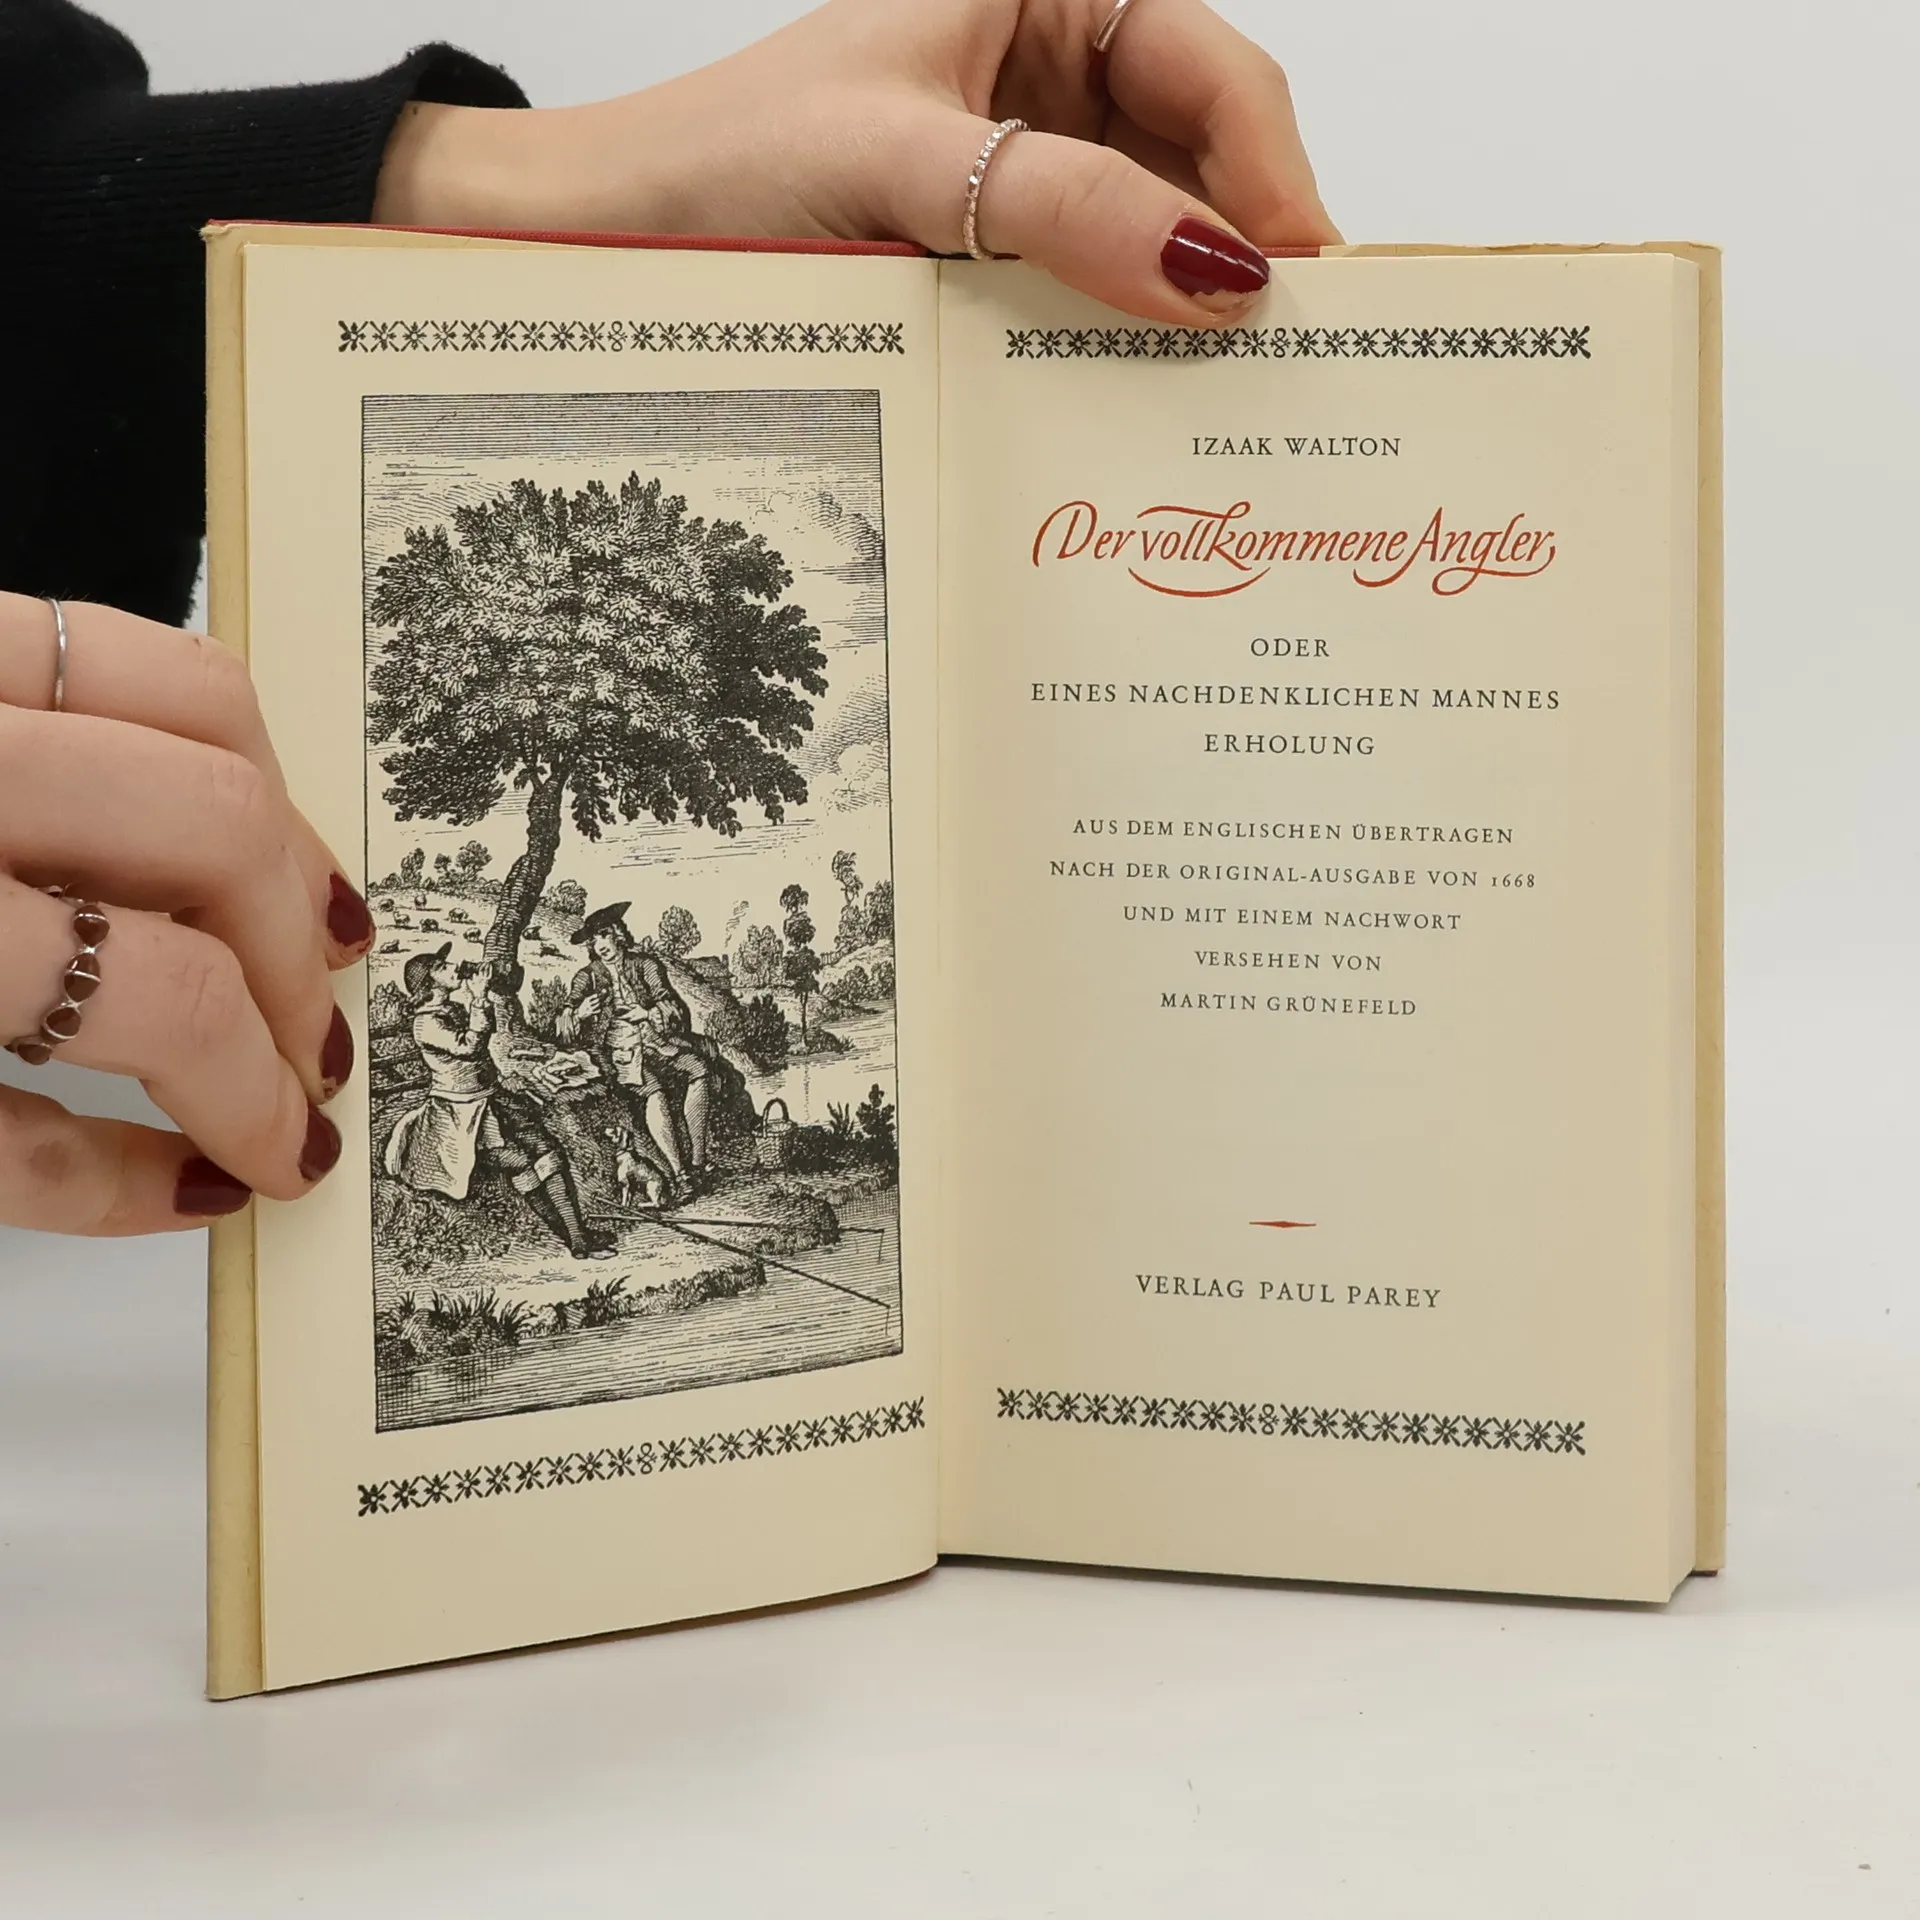 IZAAK WALTON
Der vollkommene Angler
ODER
EINES NACHDENKLICHEN MANNES
ERHOLUNG
AUS DEM ENGLISCHEN ÜBERTRAGEN
NACH DER ORIGINAL-AUSGABE VON 1668
UND MIT EINEM NACHWORT
VERSEHEN VON
MARTIN GRÜNEFELD
VERLAG PAUL PAREY